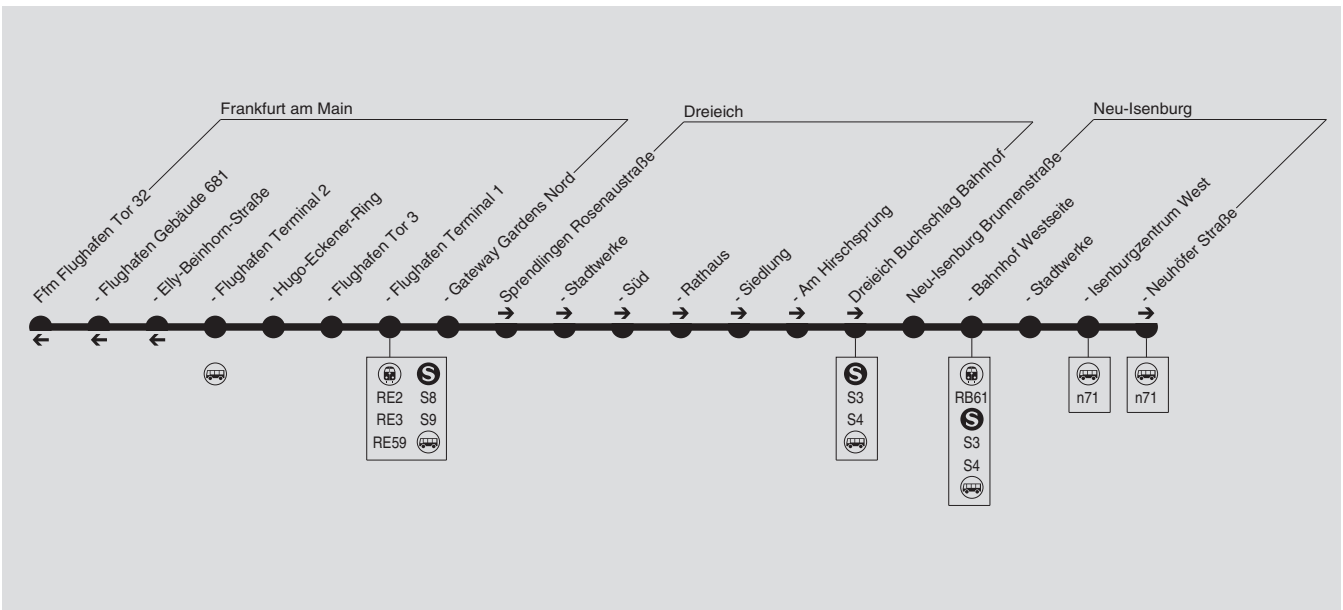 Frankfurt am Main
Dreieich
Neu-Isenburg
Ffm Flughafen Tor 32
- Flughafen Gebäude 681
- Elly-Beinhorn-Straße
- Flughafen Terminal 2
- Hugo-Eckener-Ring
- Flughafen Tor 3
- Flughafen Terminal 1
- Gateway Gardens Nord
Sprendlingen Rosenaustraße
- Stadtwerke
- Süd
- Rathaus
- Siedlung
- Am Hirschsprung
Dreieich Buchschlag Bahnhof
Neu-Isenburg Brunnenstraße
- Bahnhof Westseite
- Stadtwerke
- Isenburgzentrum West
- Neuhöfer Straße
S
RE2 S8
RE3 S9
RE59
S
S3
S4
RB61
S
S3
S4
n71
n71